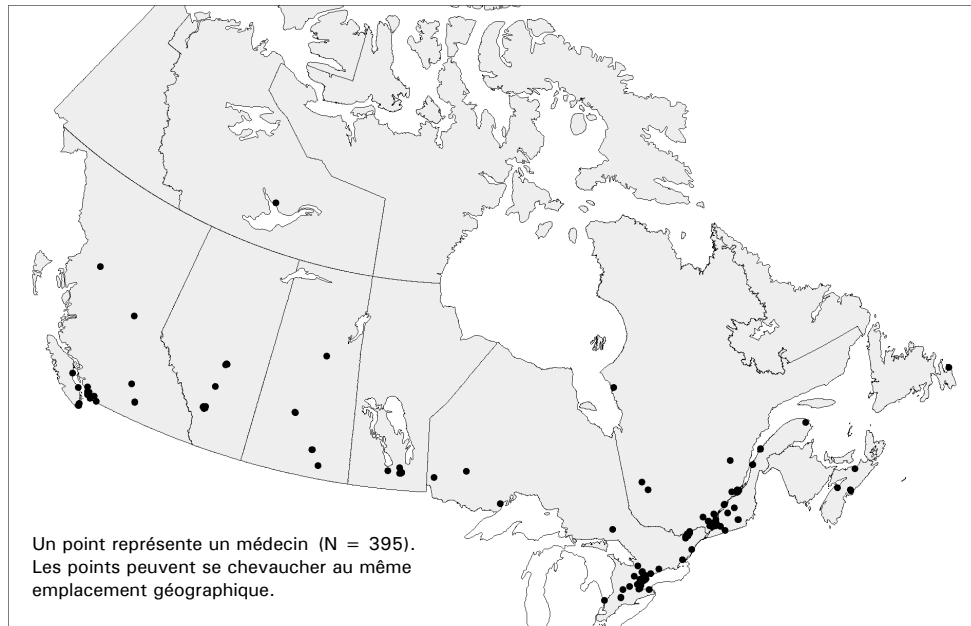 Un point représente un médecin (N = 395).
Les points peuvent se chevaucher au même
emplacement géographique.